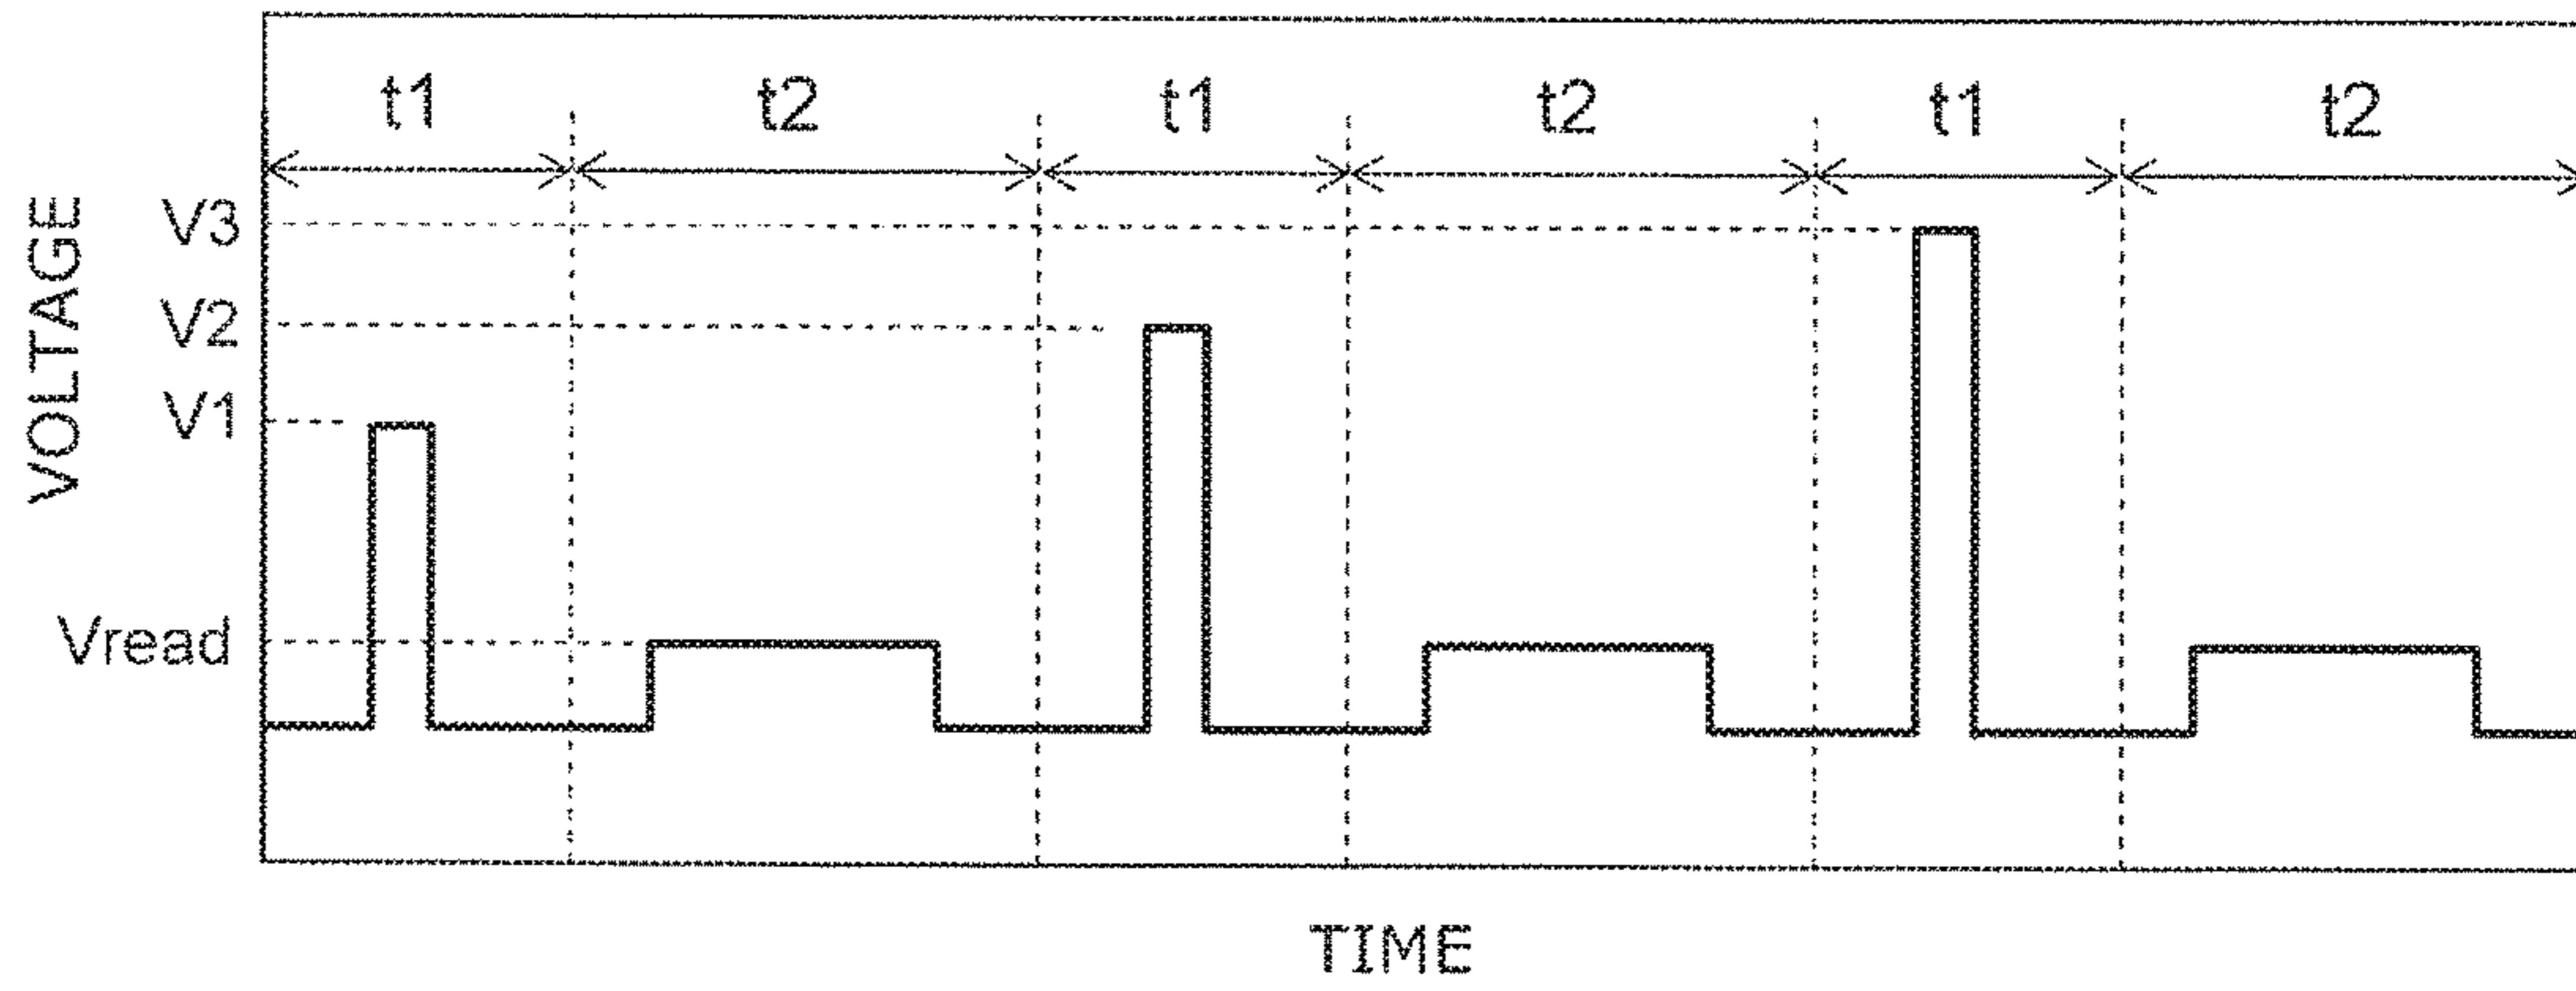 t1 t2 t1 t2 t1 t2
VOLTAGE
V3
V2
V1
Vread
TIME